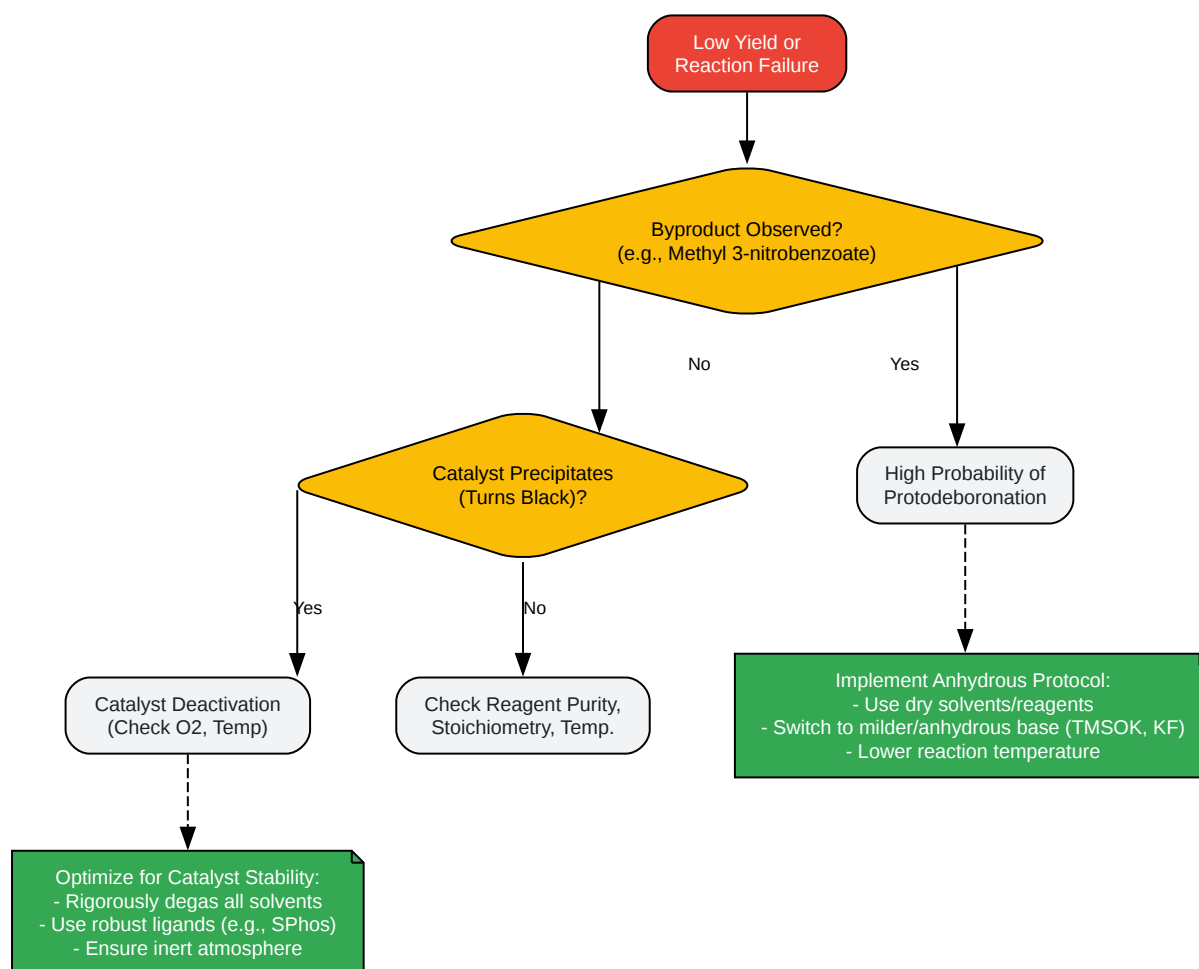 Low Yield or
Reaction Failure
Byproduct Observed?
(e.g., Methyl 3-nitrobenzoate)
No
Yes
Catalyst Precipitates
(Turns Black)?
High Probability of
Protodeboronation
Yes
No
Catalyst Deactivation
(Check O2, Temp)
Check Reagent Purity,
Stoichiometry, Temp.
Implement Anhydrous Protocol:
- Use dry solvents/reagents
- Switch to milder/anhydrous base (TMSOK, KF)
- Lower reaction temperature
Optimize for Catalyst Stability:
- Rigorously degas all solvents
- Use robust ligands (e.g., SPhos)
- Ensure inert atmosphere